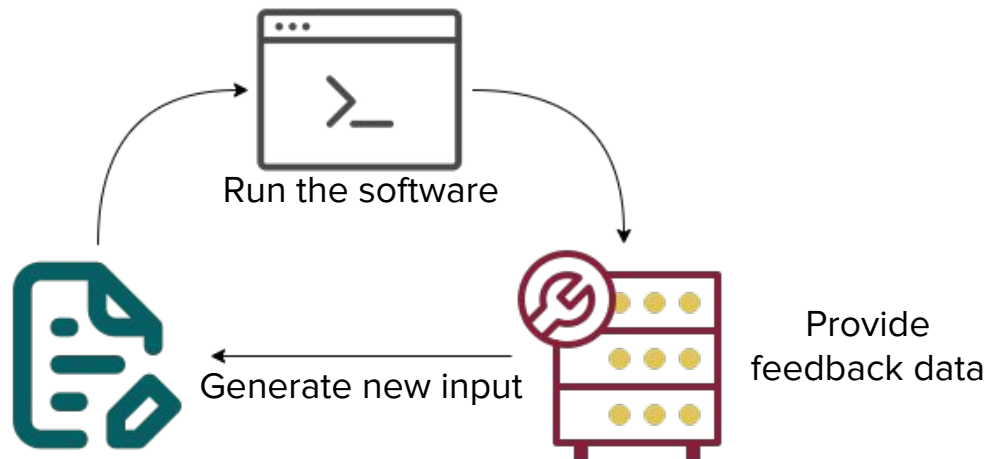 Run the software
Provide
feedback data
Generate new input